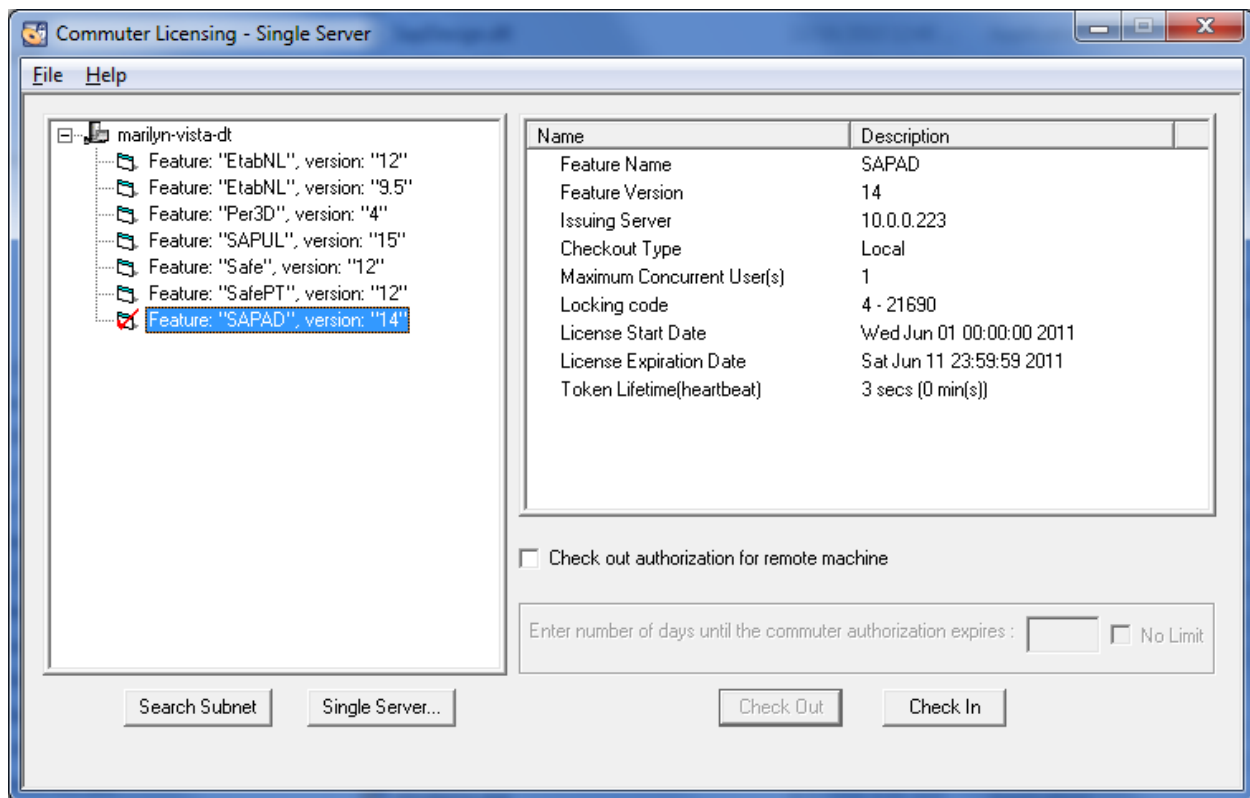 Commuter Licensing - Single Server
File Help
marilyn-vista-dt
Feature: "EtabNL", version: "12"
Feature: "EtabNL", version: "9.5"
Feature: "Per3D", version: "4"
Feature: "SAPUL", version: "15"
Feature: "Safe", version: "12"
Feature: "SafePT", version: "12"
Feature: "SAPAD", version: "14"
Name Description
Feature Name SAPAD
Feature Version 14
Issuing Server 10.0.0.223
Checkout Type Local
Maximum Concurrent User(s) 1
Locking code 4 - 21690
License Start Date Wed Jun 01 00:00:00 2011
License Expiration Date Sat Jun 11 23:59:59 2011
Token Lifetime(heartbeat) 3 secs (0 min(s))
Check out authorization for remote machine
Enter number of days until the commuter authorization expires : No Limit
Search Subnet Single Server... Check Out Check In